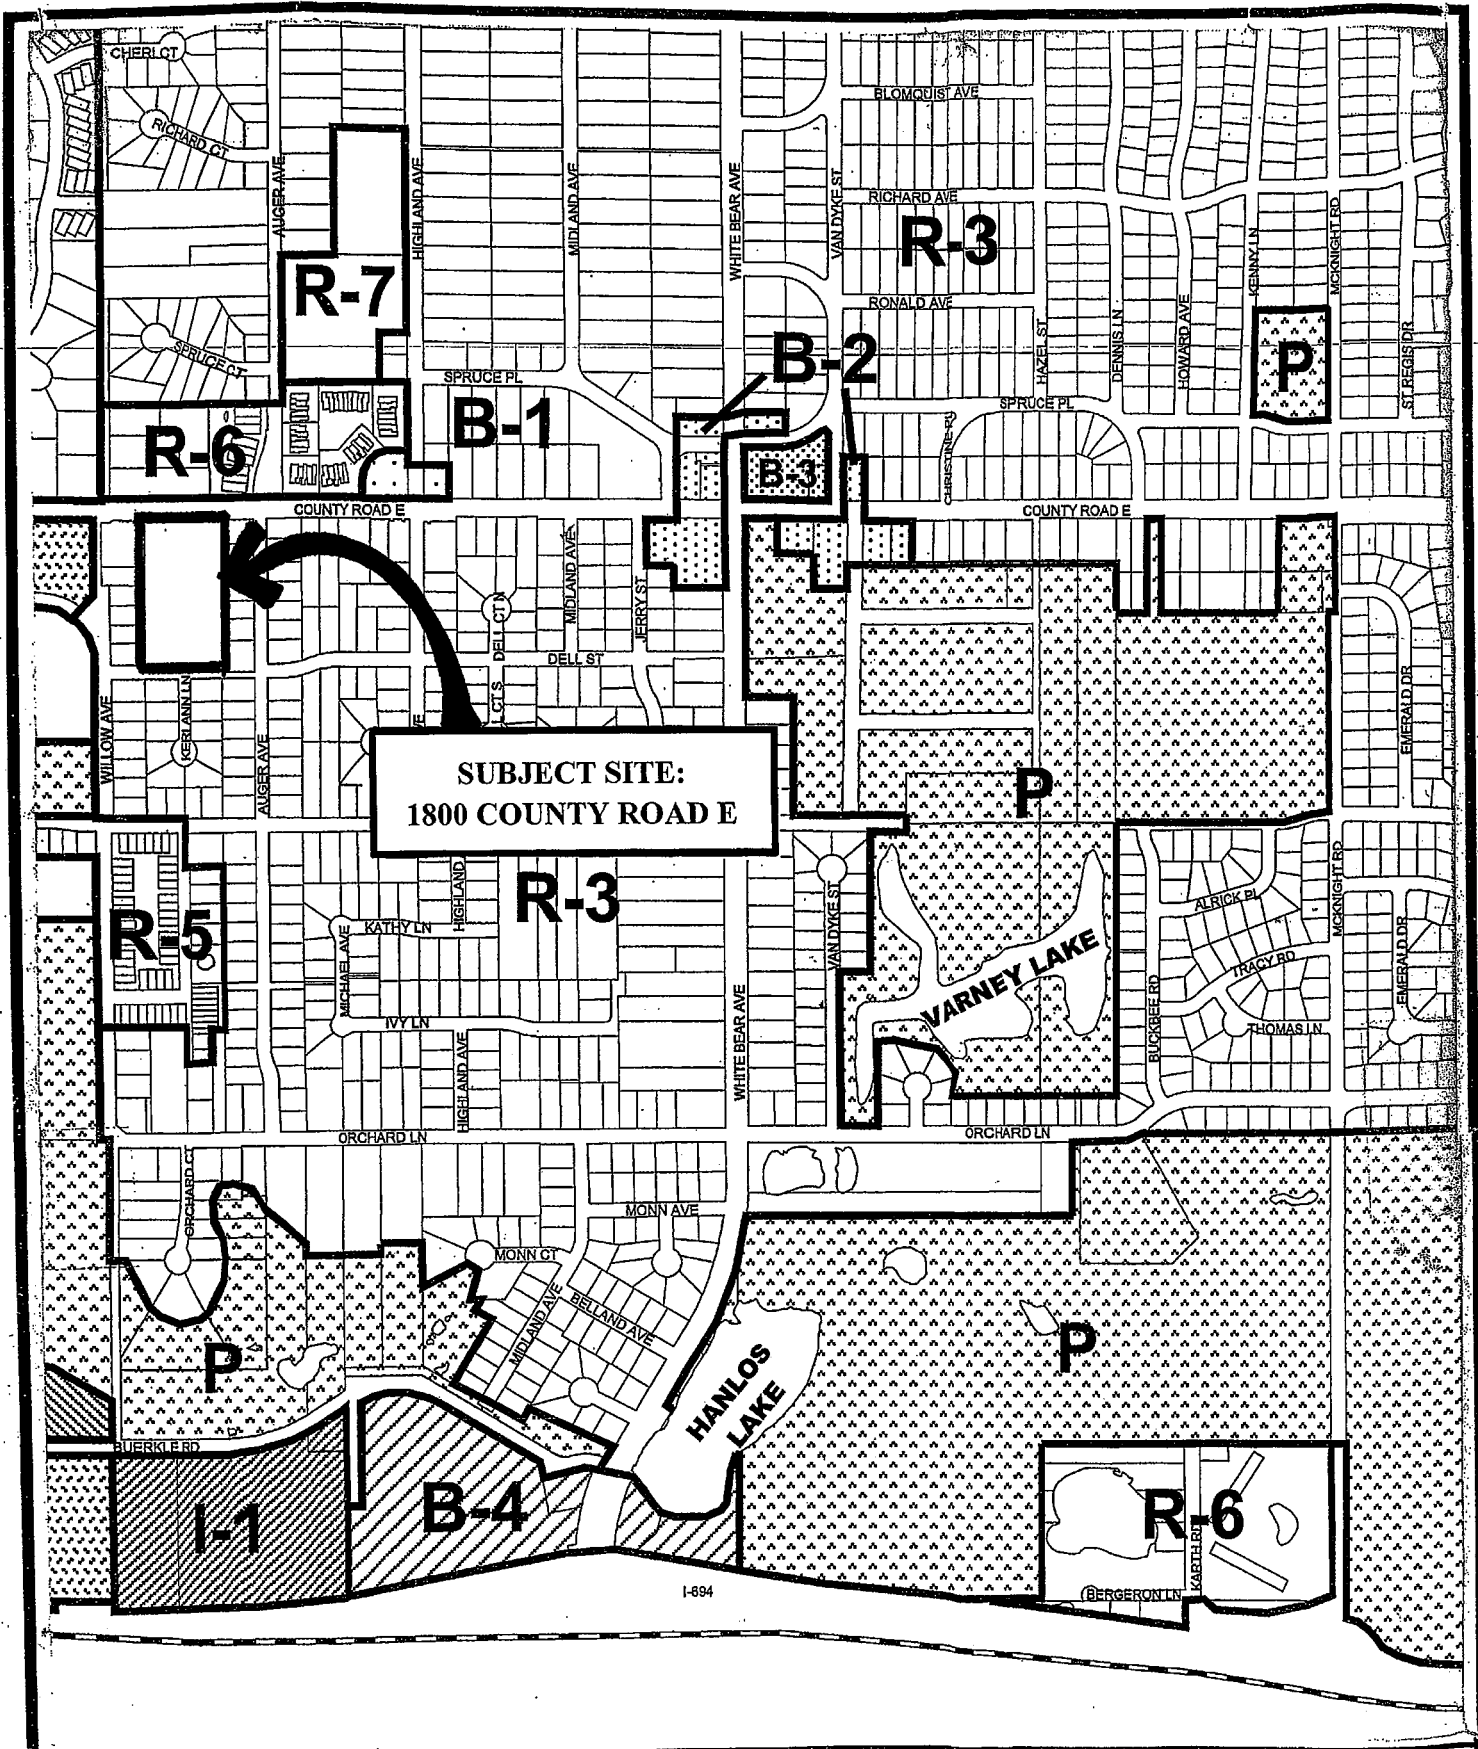 CHERI CT
BLOMQUIST AVE
RICHARD CT
AUGER AVE
HIGHLAND AVE
MIDLAND AVE
WHITE BEAR AVE
VAN DYKE ST
RICHARD AVE
R-3
KENNY LN
MCKNIGHT RD
R-7
RONALD AVE
HAZEL ST
DENNIS LN
HOWARD AVE
ST REGIS DR
SPRUCE CT
B-2
P
SPRUCE PL
SPRUCE PL
B-1
R-6
B-3
COUNTY ROAD E
COUNTY ROAD E
MIDLAND AVE
JERRY ST
DELL CT N
DELL ST
WILLOW AVE
KERI ANN LN
AUGER AVE
EMERALD DR
SUBJECT SITE:
1800 COUNTY ROAD E
P
R-5
R-3
HIGHLAND
KATHY LN
MICHAEL AVE
IVY LN
HIGHLAND AVE
WHITE BEAR AVE
VAN DYKE ST
VARNEY LAKE
ALRICK PL
MCKNIGHT RD
TRACY RD
EMERALD DR
THOMAS LN
BUCKBEE RD
ORCHARD LN
ORCHARD LN
ORCHARD CT
MONN AVE
MONN CT
BELLAND AVE
MIDLAND AVE
P
HANLOS
LAKE
P
BUERKLE RD
I-1
B-4
R-6
KARTH RD
BERGERON LN
I-694